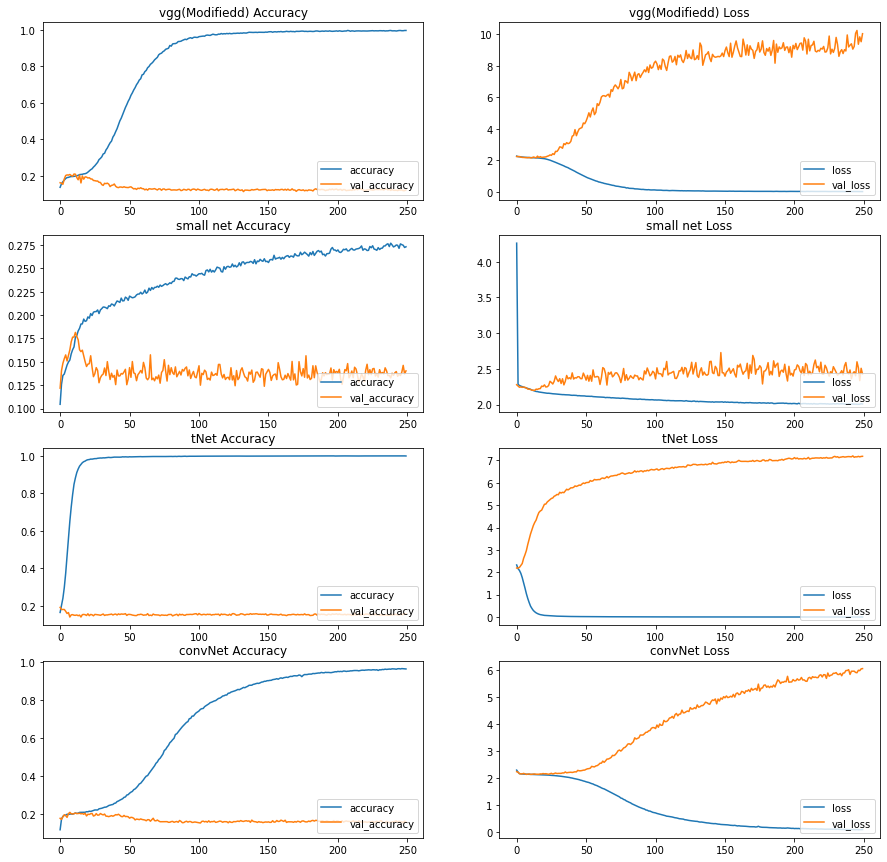 vgg(Modifiedd) Accuracy
1.0
0.8
0.6
0.4
0.2
accuracy
val_accuracy
0 50 100 150 200 250
vgg(Modifiedd) Loss
10
8
6
4
2
0
loss
val_loss
0 50 100 150 200 250
small net Accuracy
0.275
0.250
0.225
0.200
0.175
0.150
0.125
0.100
accuracy
val_accuracy
0 50 100 150 200 250
small net Loss
4.0
3.5
3.0
2.5
2.0
loss
val_loss
0 50 100 150 200 250
tNet Accuracy
1.0
0.8
0.6
0.4
0.2
accuracy
val_accuracy
0 50 100 150 200 250
tNet Loss
7
6
5
4
3
2
1
0
loss
val_loss
0 50 100 150 200 250
convNet Accuracy
1.0
0.8
0.6
0.4
0.2
accuracy
val_accuracy
0 50 100 150 200 250
convNet Loss
6
5
4
3
2
1
0
loss
val_loss
0 50 100 150 200 250